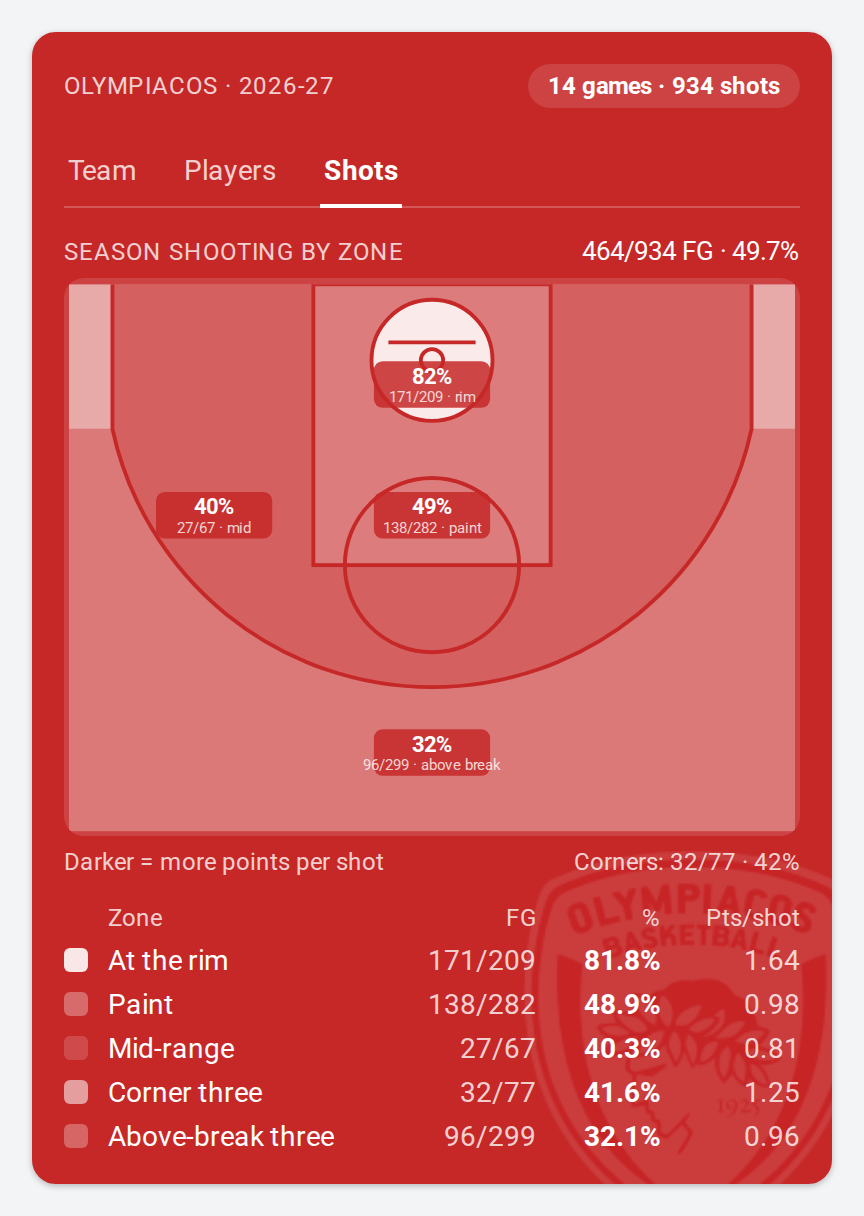 OLYMPIACOS · 2026-27
14 games · 934 shots
Team Players Shots
SEASON SHOOTING BY ZONE
464/934 FG · 49.7%
82%
171/209 · rim
40%
27/67 · mid
49%
138/282 · paint
32%
96/299 · above break
Darker = more points per shot
Corners: 32/77 · 42%
Zone FG % Pts/shot
At the rim 171/209 81.8% 1.64
Paint 138/282 48.9% 0.98
Mid-range 27/67 40.3% 0.81
Corner three 32/77 41.6% 1.25
Above-break three 96/299 32.1% 0.96
OLYMPIACOS
BASKETBALL
1925